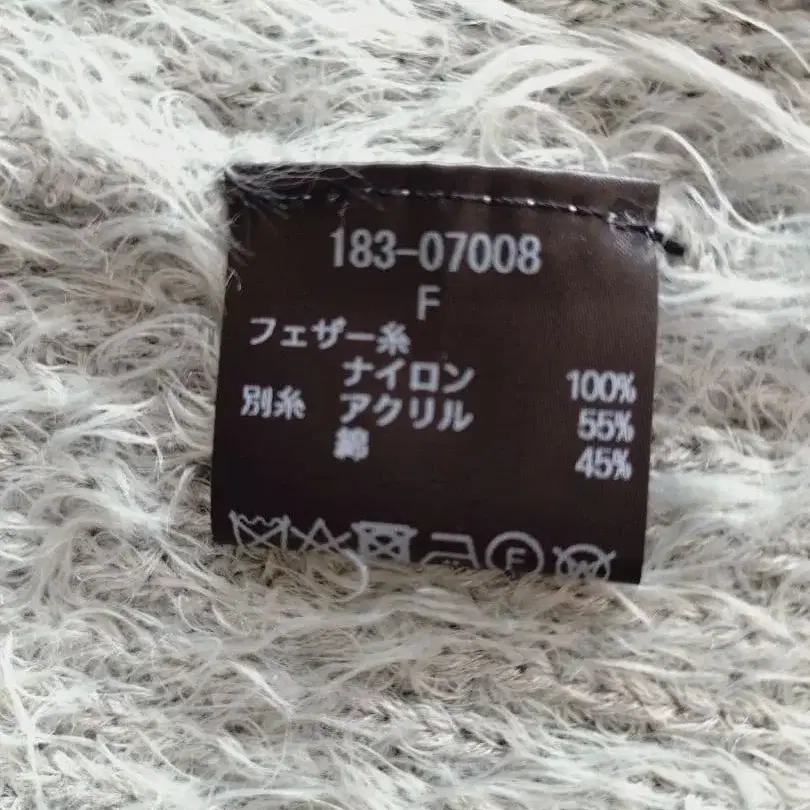 183-07008
F
フェザー糸
ナイロン 100%
別糸 アクリル 55%
綿 45%
F W